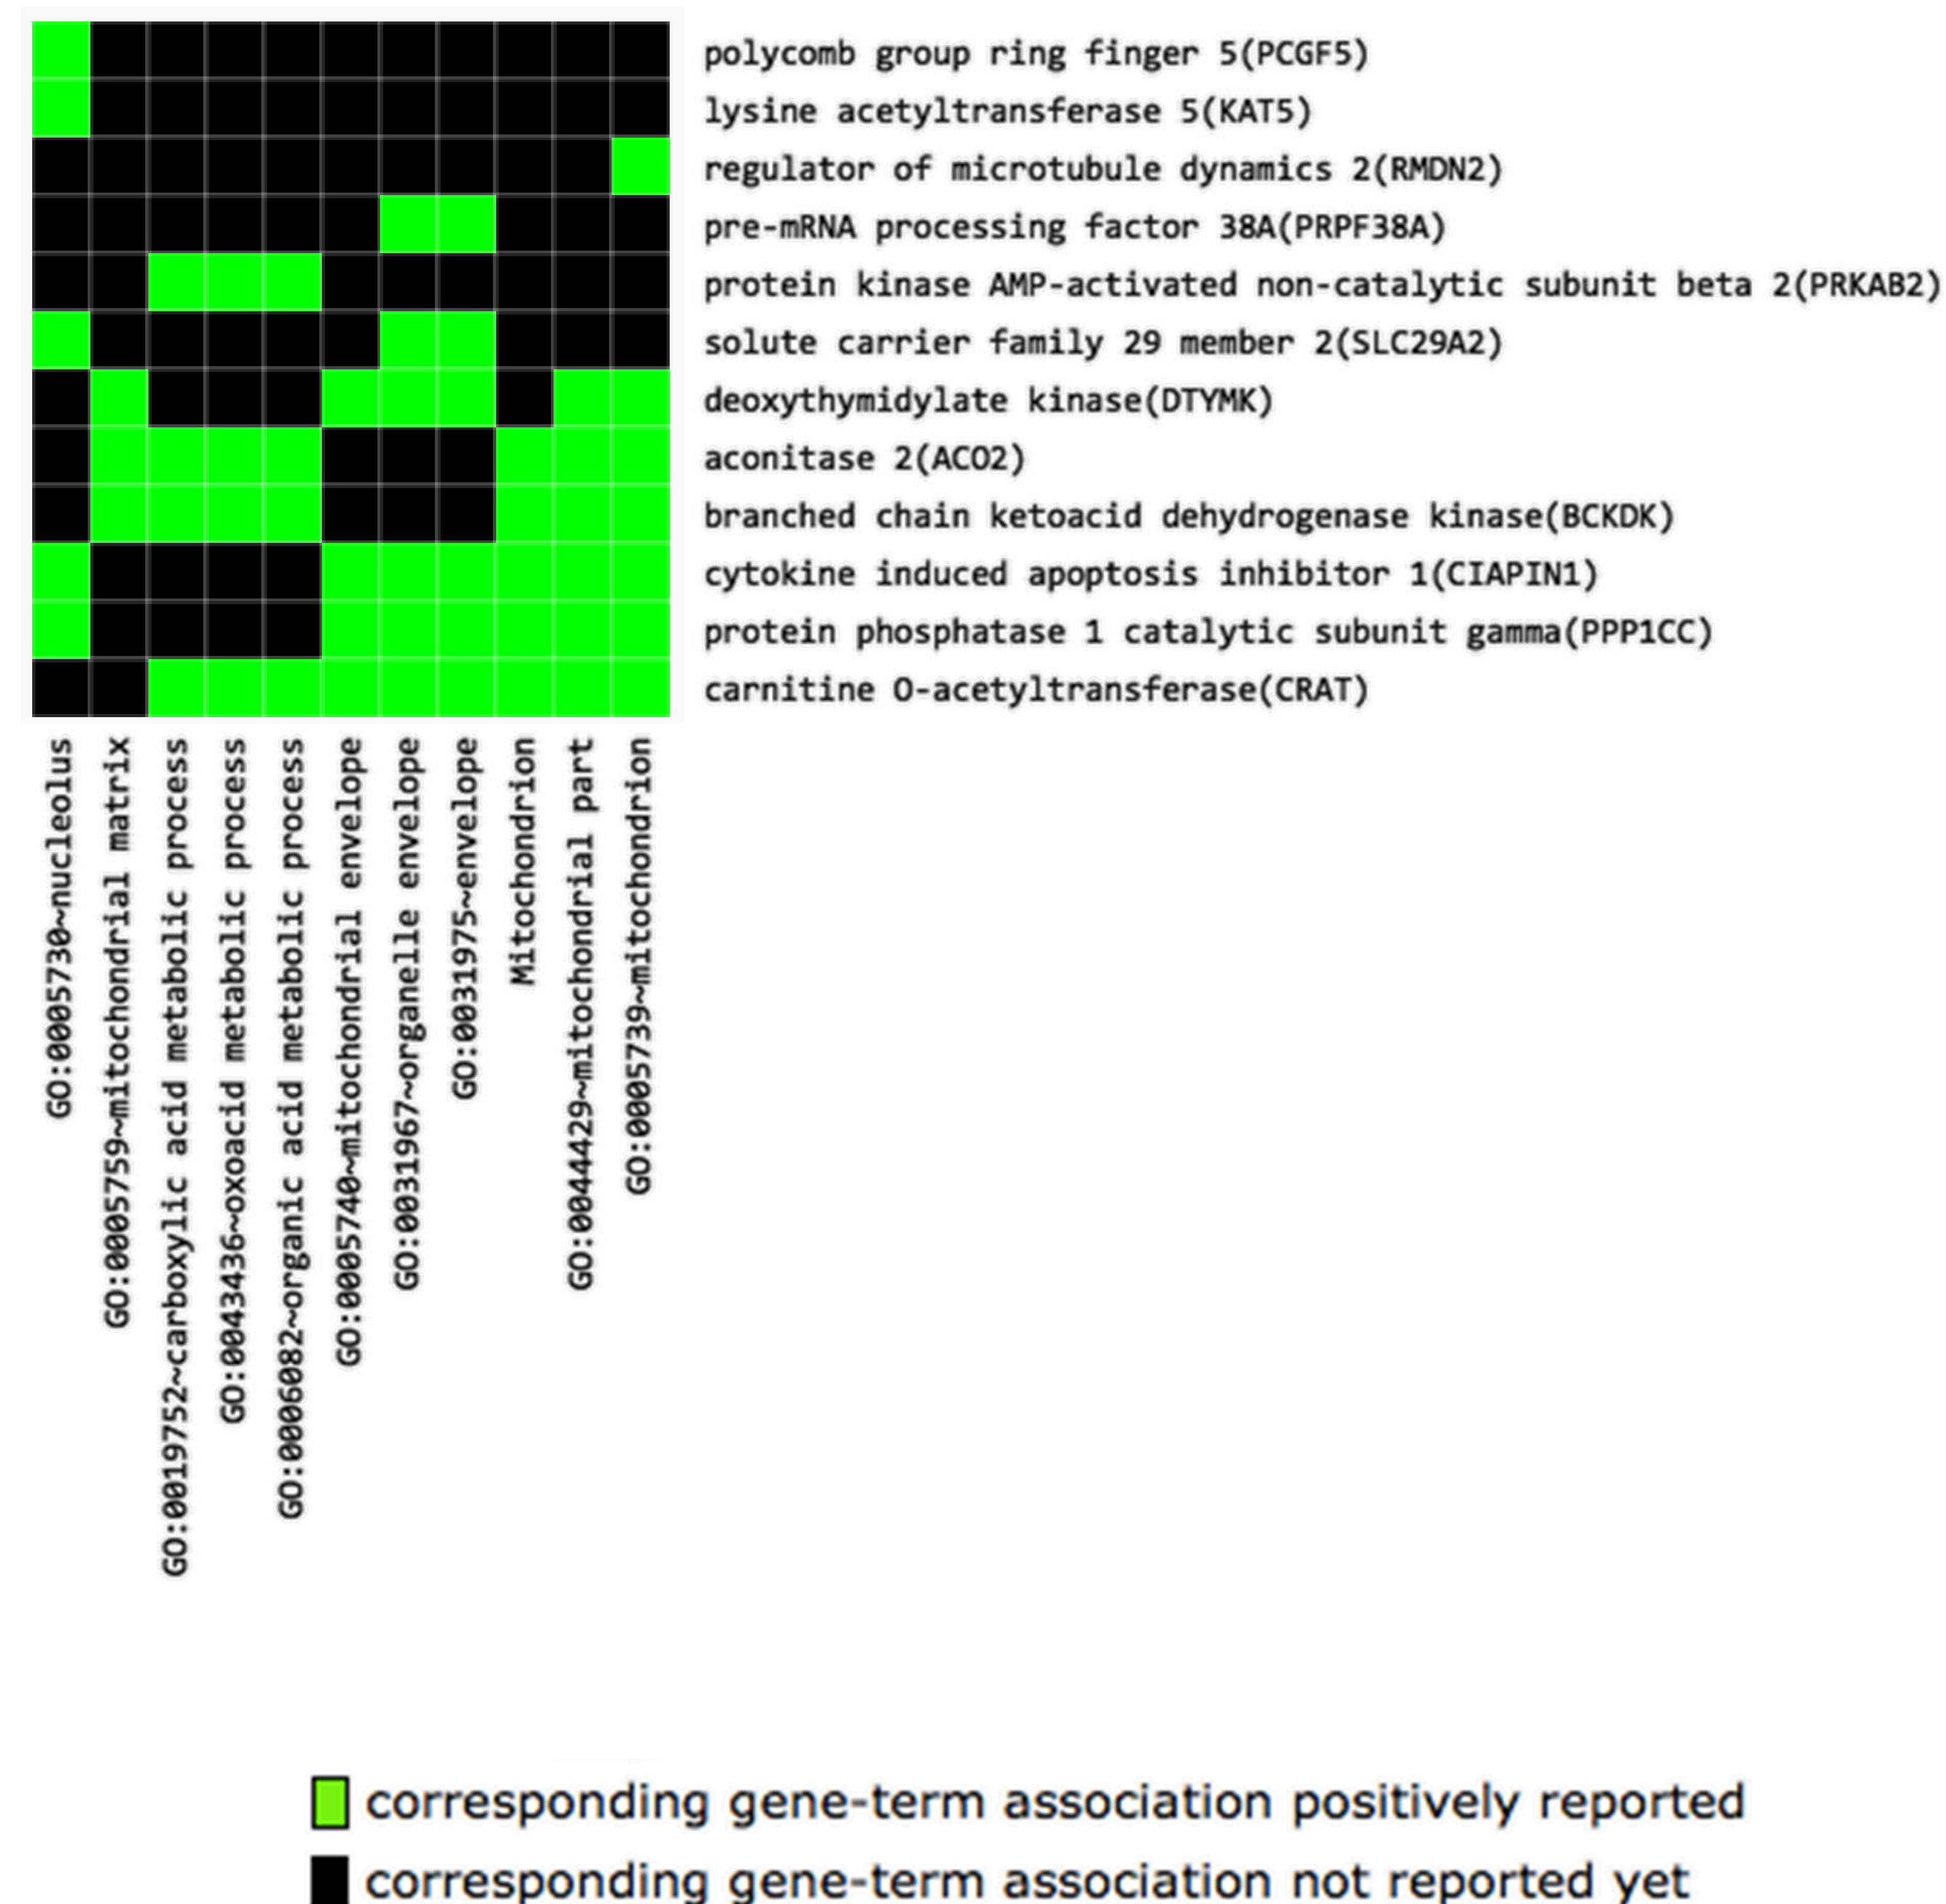 polycomb group ring finger 5(PCGF5)
lysine acetyltransferase 5(KAT5)
regulator of microtubule dynamics 2(RMDN2)
pre-mRNA processing factor 38A(PRPF38A)
protein kinase AMP-activated non-catalytic subunit beta 2(PRKAB2)
solute carrier family 29 member 2(SLC29A2)
deoxythymidylate kinase(DTYMK)
aconitase 2(ACO2)
branched chain ketoacid dehydrogenase kinase(BCKDK)
cytokine induced apoptosis inhibitor 1(CIAPIN1)
protein phosphatase 1 catalytic subunit gamma(PPP1CC)
carnitine O-acetyltransferase(CRAT)
GO:0005730~nucleolus
GO:0005759~mitochondrial matrix
GO:0019752~carboxylic acid metabolic process
GO:0043436~oxoacid metabolic process
GO:0006082~organic acid metabolic process
GO:0005740~mitochondrial envelope
GO:0031967~organelle envelope
GO:0031975~envelope
Mitochondrion
GO:0044429~mitochondrial part
GO:0005739~mitochondrion
corresponding gene-term association positively reported
corresponding gene-term association not reported yet